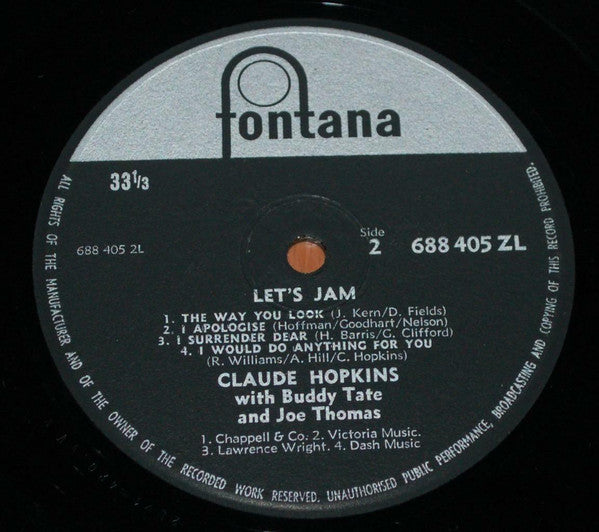 fontana
33 1/3
688 405 2L
Side
2
688 405 ZL
LET'S JAM
1. THE WAY YOU LOOK (J. Kern/D. Fields)
2. I APOLOGISE (Hoffman/Goodhart/Nelson)
3. I SURRENDER DEAR (H. Barris/G. Clifford)
4. I WOULD DO ANYTHING FOR YOU
(R. Williams/A. Hill/C. Hopkins)
CLAUDE HOPKINS
with Buddy Tate
and Joe Thomas
1. Chappell & Co. 2. Victoria Music.
3. Lawrence Wright. 4. Dash Music
ALL RIGHTS OF THE MANUFACTURER AND OF THE OWNER OF THE RECORDED WORK RESERVED. UNAUTHORISED PUBLIC PERFORMANCE, BROADCASTING AND COPYING OF THIS RECORD PROHIBITED.